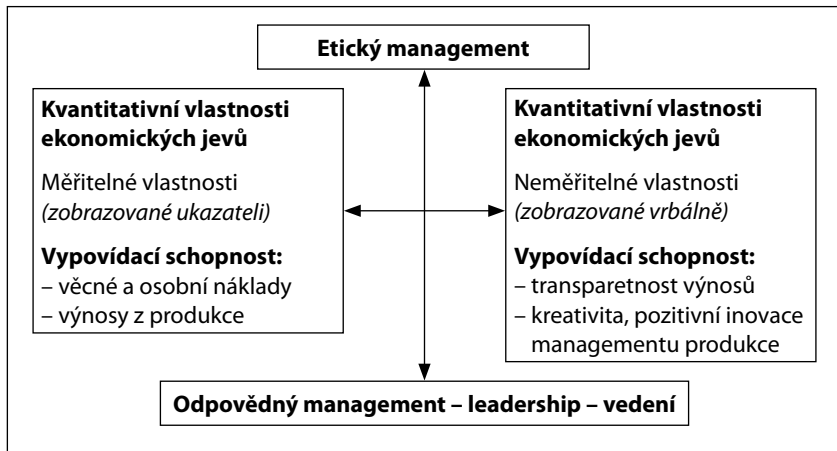 Etický management
Kvantitativní vlastnosti
ekonomických jevů
Měřitelné vlastnosti
(zobrazované ukazateli)
Vypovídací schopnost:
– věcné a osobní náklady
– výnosy z produkce
Kvantitativní vlastnosti
ekonomických jevů
Neměřitelné vlastnosti
(zobrazované vrbálně)
Vypovídací schopnost:
– transparetnost výnosů
– kreativita, pozitivní inovace
managementu produkce
Odpovědný management – leadership – vedení